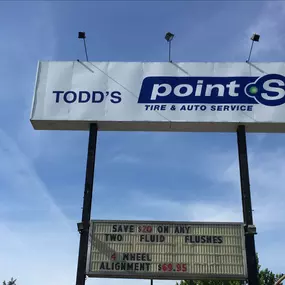 TODD'S
point S
TIRE & AUTO SERVICE
SAVE $20 ON ANY
TWO FLUID FLUSHES
4 WHEEL
ALIGNMENT $69.95